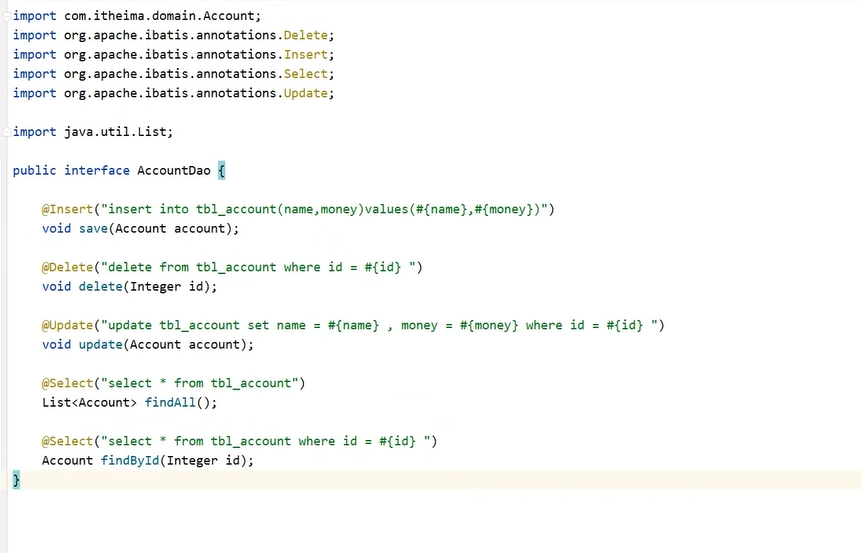 import com.itheima.domain.Account;
import org.apache.ibatis.annotations.Delete;
import org.apache.ibatis.annotations.Insert;
import org.apache.ibatis.annotations.Select;
import org.apache.ibatis.annotations.Update;
import java.util.List;
public interface AccountDao {
@Insert("insert into tbl_account(name,money)values(#{name},#{money})")
void save(Account account);
@Delete("delete from tbl_account where id = #{id} ")
void delete(Integer id);
@Update("update tbl_account set name = #{name} , money = #{money} where id = #{id} ")
void update(Account account);
@Select("select * from tbl_account")
List<Account> findAll();
@Select("select * from tbl_account where id = #{id} ")
Account findById(Integer id);
}